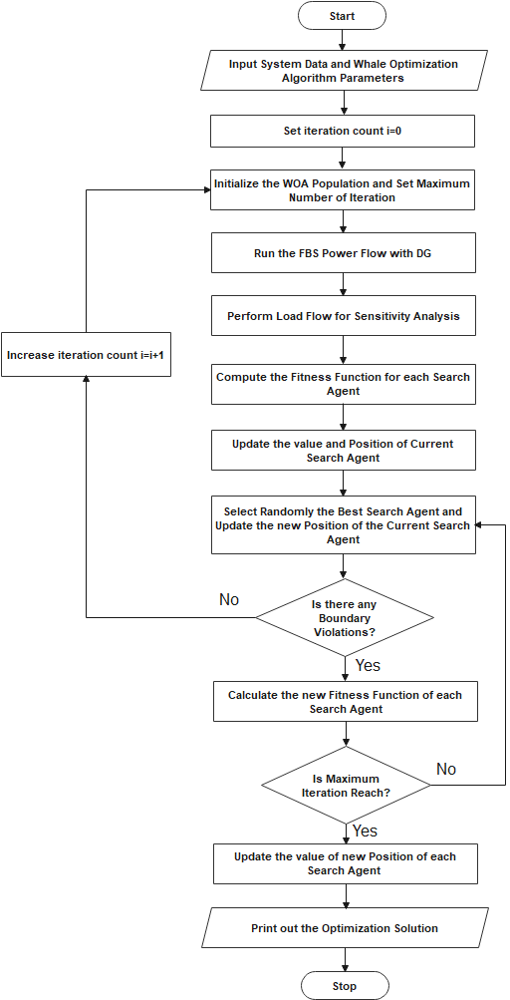 Start
Input System Data and Whale Optimization
Algorithm Parameters
Set iteration count i=0
Initialize the WOA Population and Set Maximum
Number of Iteration
Run the FBS Power Flow with DG
Perform Load Flow for Sensitivity Analysis
Increase iteration count i=i+1
Compute the Fitness Function for each Search
Agent
Update the value and Position of Current
Search Agent
Select Randomly the Best Search Agent and
Update the new Position of the Current Search
Agent
No
Is there any
Boundary
Violations?
Yes
Calculate the new Fitness Function of each
Search Agent
Is Maximum
Iteration Reach?
No
Yes
Update the value of new Position of each
Search Agent
Print out the Optimization Solution
Stop